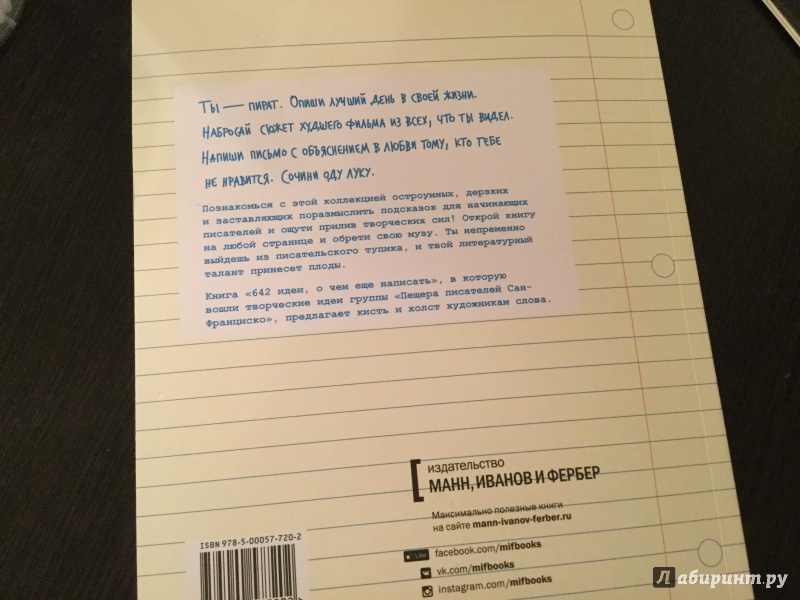 Ты — пират. Опиши лучший день в своей жизни.
Набросай сюжет худшего фильма из всех, что ты видел.
Напиши письмо с объяснением в любви тому, кто тебе
не нравится. Сочини оду луку.
Познакомься с этой коллекцией остроумных, дерзких
и заставляющих поразмыслить подсказок для начинающих
писателей и ощути прилив творческих сил! Открой книгу
на любой странице и обрети свою музу. Ты непременно
выйдешь из писательского тупика, и твой литературный
талант принесет плоды.
Книга «642 идеи, о чем еще написать», в которую
вошли творческие идеи группы «Пещера писателей Сан-
Франциско», предлагает кисть и холст художникам слова.
издательство
МАНН, ИВАНОВ И ФЕРБЕР
Максимально полезные книги
на сайте mann-ivanov-ferber.ru
Like facebook.com/mifbooks
vk.com/mifbooks
instagram.com/mifbooks
ISBN 978-5-00057-720-2
Лабиринт.ру